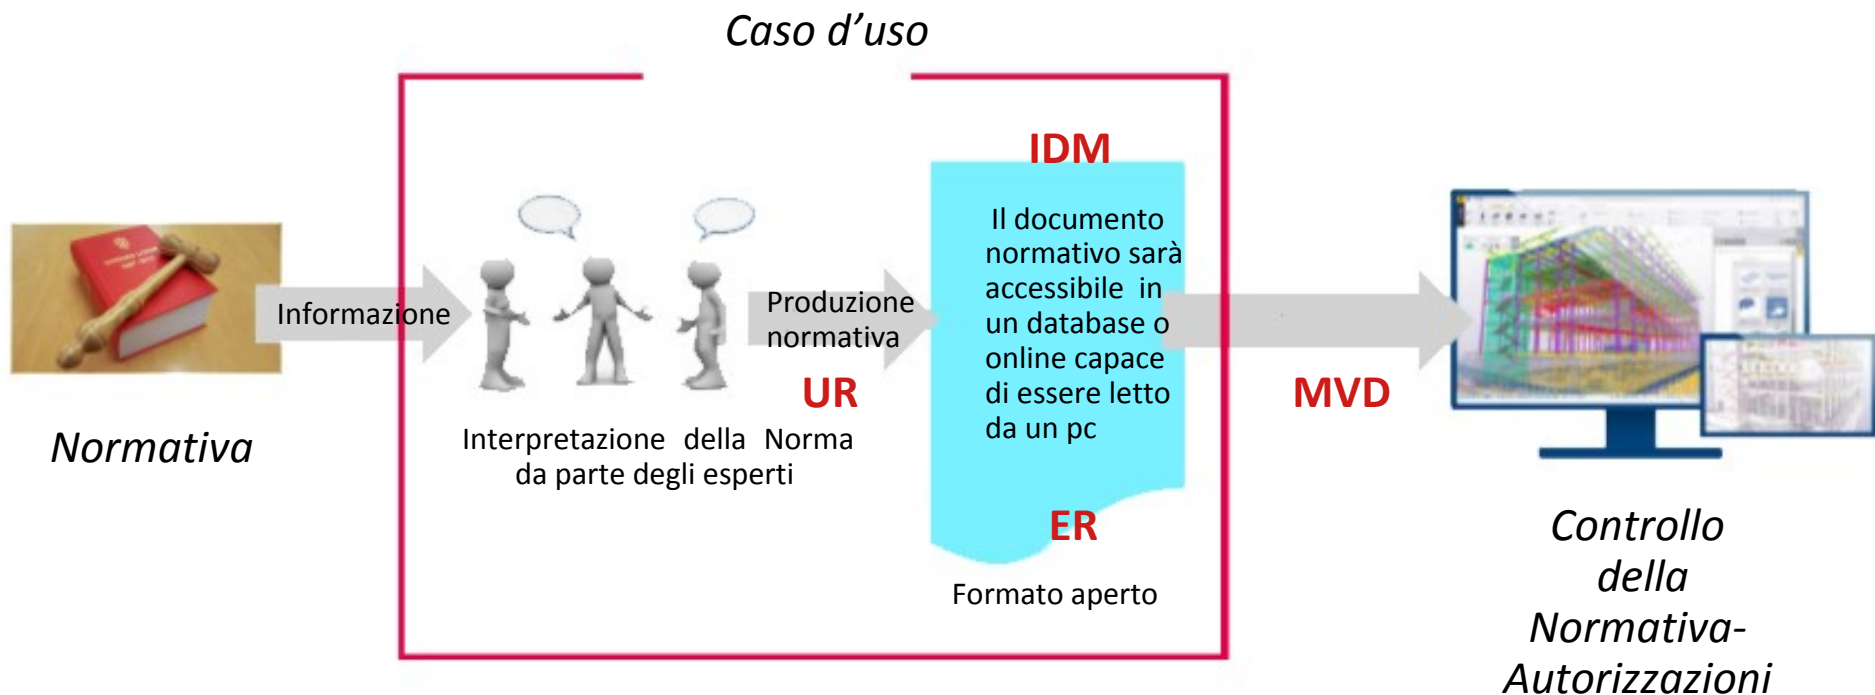 Caso d’uso
Normativa
Informazione
Interpretazione della Norma
da parte degli esperti
Produzione
normativa
UR
IDM
Il documento
normativo sarà
accessibile in
un database o
online capace
di essere letto
da un pc
ER
Formato aperto
MVD
Controllo
della
Normativa-
Autorizzazioni